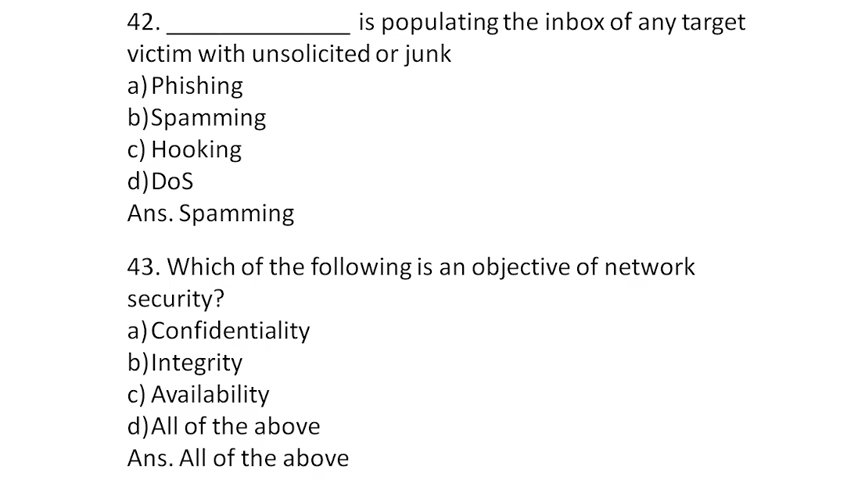 42. ______________ is populating the inbox of any target
victim with unsolicited or junk
a) Phishing
b) Spamming
c) Hooking
d) DoS
Ans. Spamming
43. Which of the following is an objective of network
security?
a) Confidentiality
b) Integrity
c) Availability
d) All of the above
Ans. All of the above